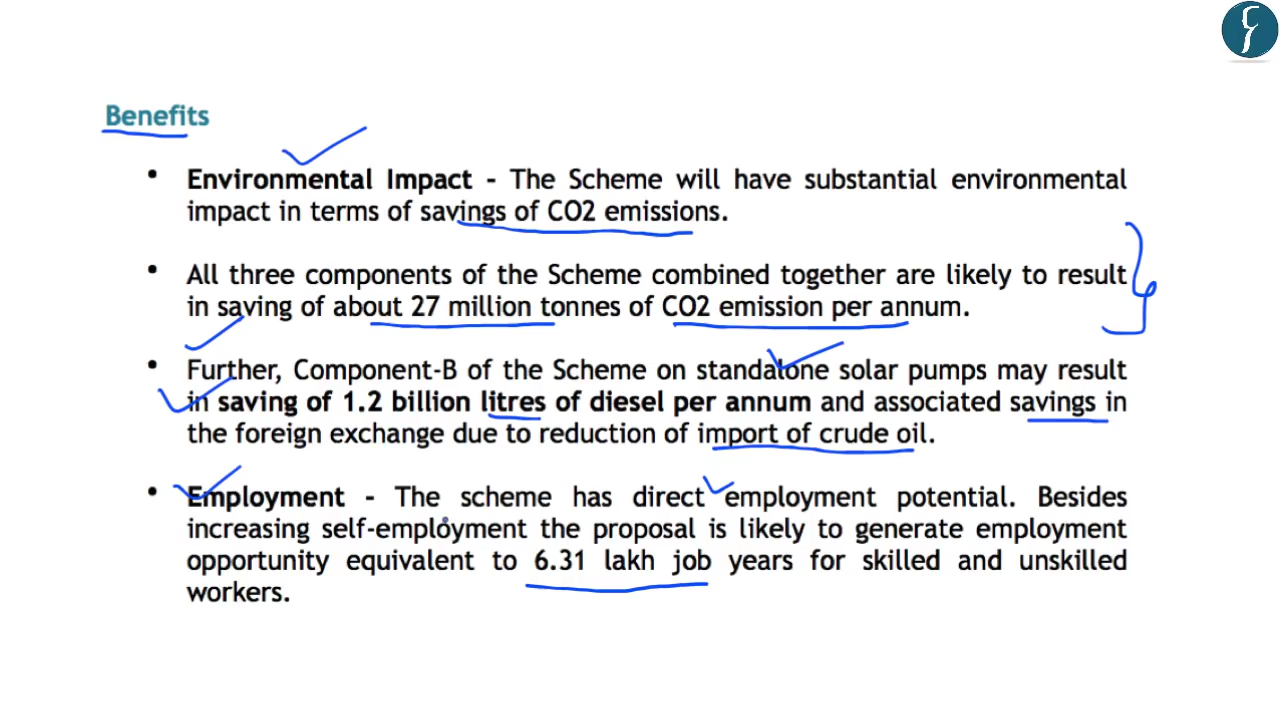 Benefits
• Environmental Impact - The Scheme will have substantial environmental
impact in terms of savings of CO2 emissions.
• All three components of the Scheme combined together are likely to result
in saving of about 27 million tonnes of CO2 emission per annum.
• Further, Component-B of the Scheme on standalone solar pumps may result
in saving of 1.2 billion litres of diesel per annum and associated savings in
the foreign exchange due to reduction of import of crude oil.
• Employment - The scheme has direct employment potential. Besides
increasing self-employment the proposal is likely to generate employment
opportunity equivalent to 6.31 lakh job years for skilled and unskilled
workers.